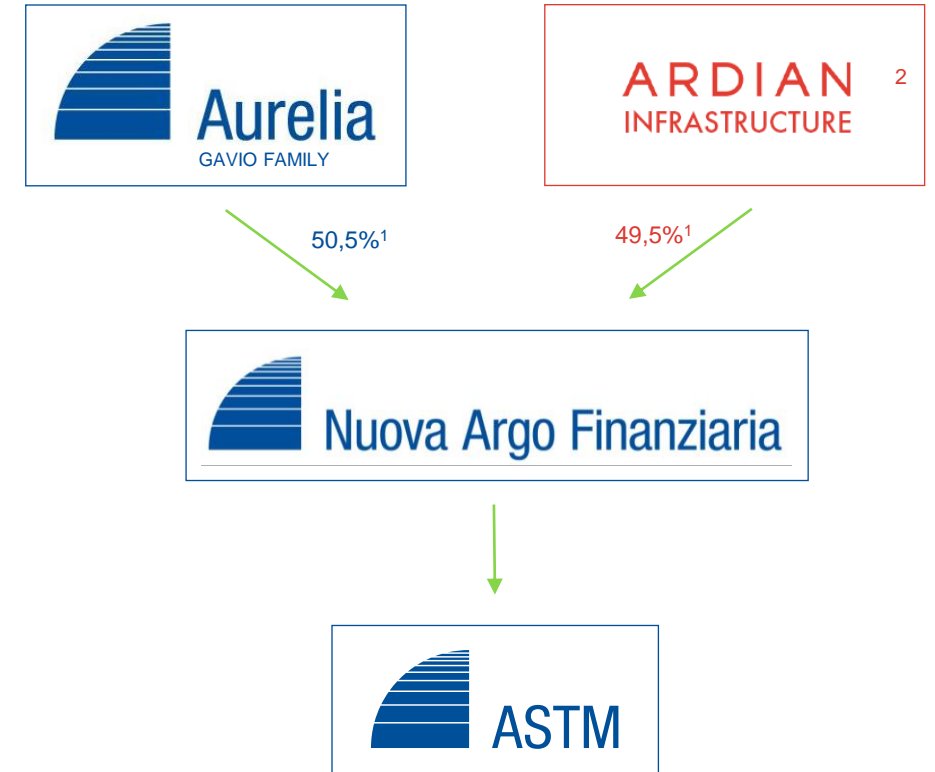 Aurelia
GAVIO FAMILY
ARDIAN 2
INFRASTRUCTURE
50,5%¹
49,5%¹
Nuova Argo Finanziaria
ASTM